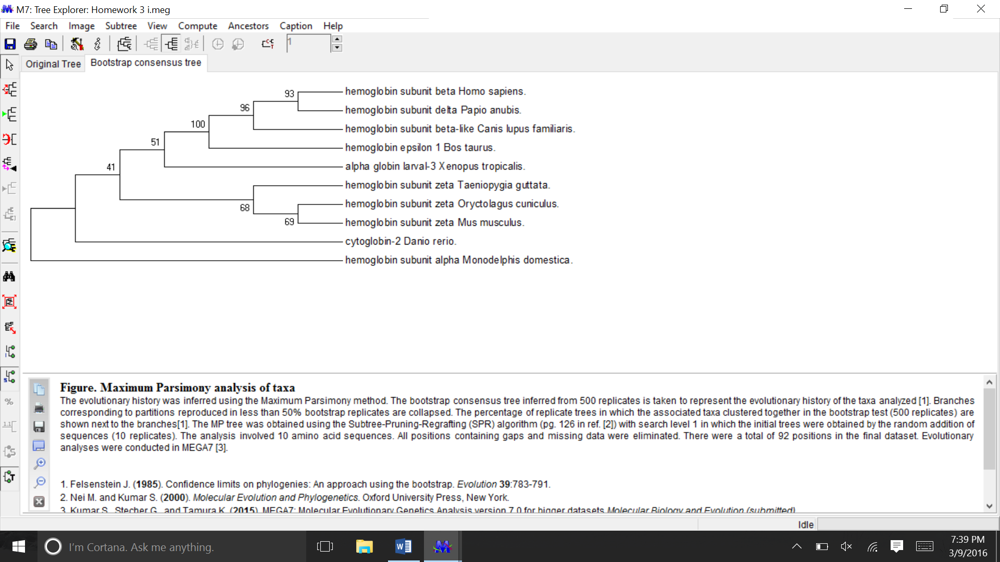 M7: Tree Explorer: Homework 3 i.meg
File Search Image Subtree View Compute Ancestors Caption Help
1
Original Tree Bootstrap consensus tree
93 hemoglobin subunit beta Homo sapiens.
96 hemoglobin subunit delta Papio anubis.
100 hemoglobin subunit beta-like Canis lupus familiaris.
51 hemoglobin epsilon 1 Bos taurus.
41 alpha globin larval-3 Xenopus tropicalis.
hemoglobin subunit zeta Taeniopygia guttata.
68 hemoglobin subunit zeta Oryctolagus cuniculus.
69 hemoglobin subunit zeta Mus musculus.
cytoglobin-2 Danio rerio.
hemoglobin subunit alpha Monodelphis domestica.
Figure. Maximum Parsimony analysis of taxa
The evolutionary history was inferred using the Maximum Parsimony method. The bootstrap consensus tree inferred from 500 replicates is taken to represent the evolutionary history of the taxa analyzed [1]. Branches
corresponding to partitions reproduced in less than 50% bootstrap replicates are collapsed. The percentage of replicate trees in which the associated taxa clustered together in the bootstrap test (500 replicates) are
shown next to the branches[1]. The MP tree was obtained using the Subtree-Pruning-Regrafting (SPR) algorithm (pg. 126 in ref. [2]) with search level 1 in which the initial trees were obtained by the random addition of
sequences (10 replicates). The analysis involved 10 amino acid sequences. All positions containing gaps and missing data were eliminated. There were a total of 92 positions in the final dataset. Evolutionary
analyses were conducted in MEGA7 [3].
1. Felsenstein J. (1985). Confidence limits on phylogenies: An approach using the bootstrap. Evolution 39:783-791.
2. Nei M. and Kumar S. (2000). Molecular Evolution and Phylogenetics. Oxford University Press, New York.
3. Kumar S., Stecher G., and Tamura K. (2015). MEGA7: Molecular Evolutionary Genetics Analysis version 7.0 for bigger datasets. Molecular Biology and Evolution (submitted).
Idle
I'm Cortana. Ask me anything.
7:39 PM
3/9/2016